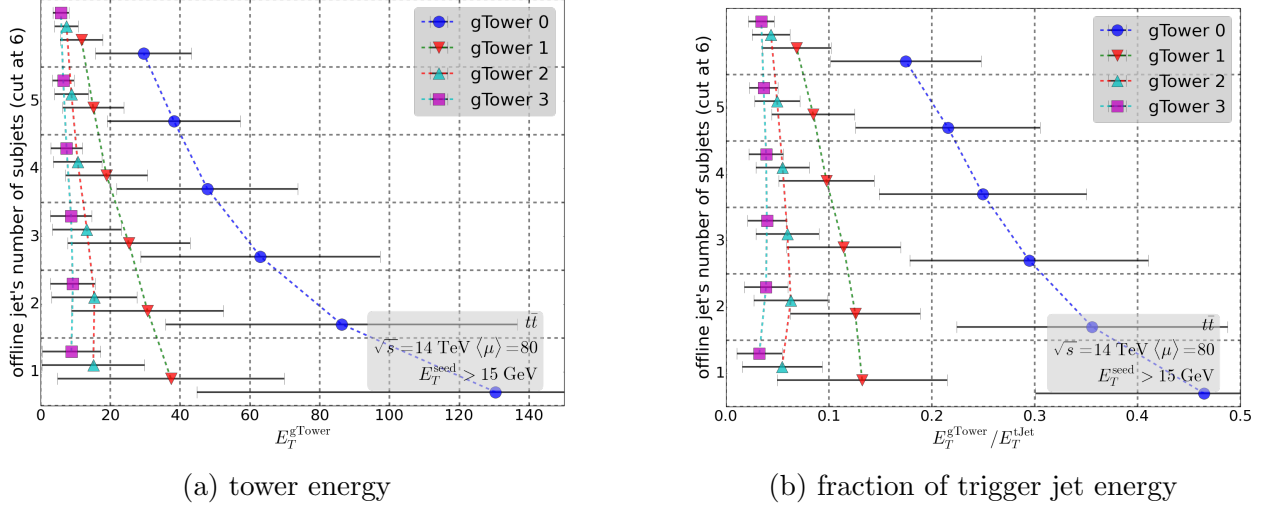 offline jet's number of subjets (cut at 6)
gTower 0
gTower 1
gTower 2
gTower 3
5
4
3
2
1
tt̄
√s =14 TeV ⟨μ⟩ =80
E_T^seed > 15 GeV
0 20 40 60 80 100 120 140
E_T^gTower
(a) tower energy
offline jet's number of subjets (cut at 6)
gTower 0
gTower 1
gTower 2
gTower 3
5
4
3
2
1
tt̄
√s =14 TeV ⟨μ⟩ =80
E_T^seed > 15 GeV
0.0 0.1 0.2 0.3 0.4 0.5
E_T^gTower/E_T^tJet
(b) fraction of trigger jet energy